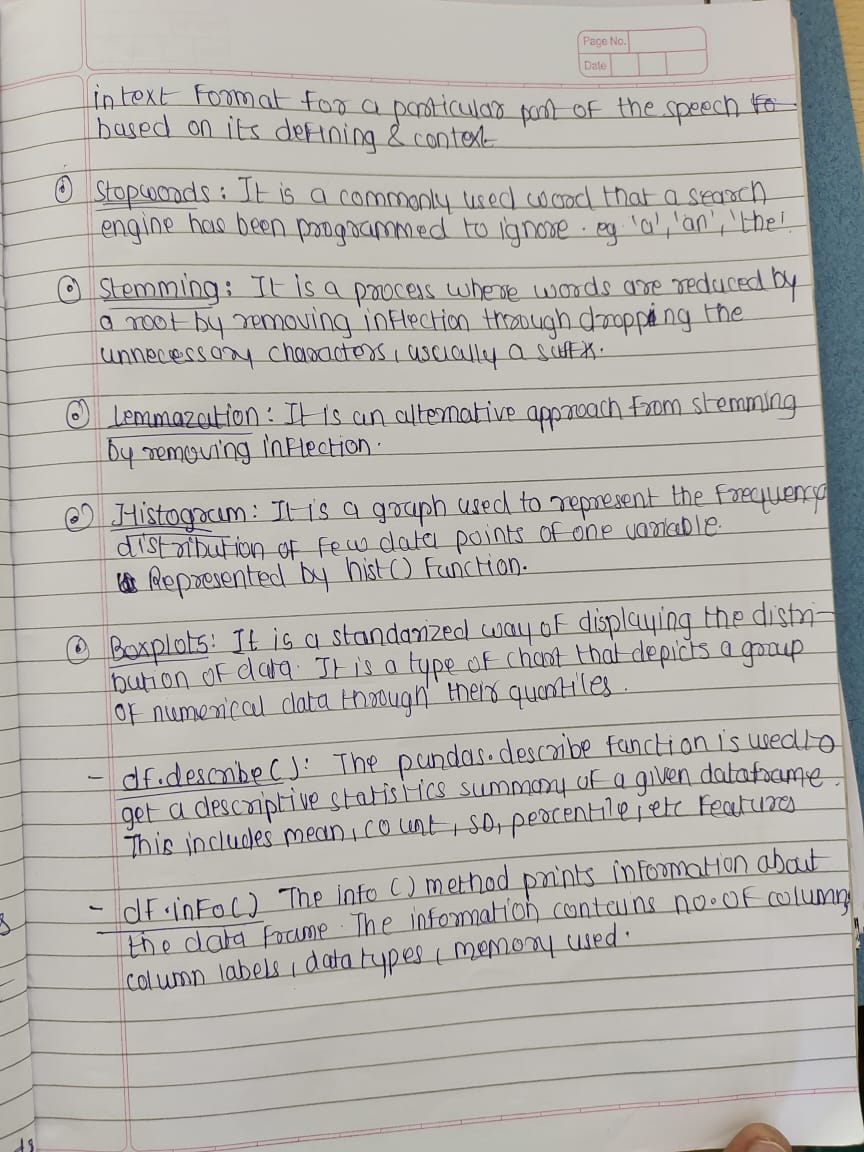 Page No.
Date
in text format for a particular part of the speech to
based on its defining & context
Stopwords : It is a commonly used word that a search
engine has been programmed to ignore . eg 'a', 'an', 'the'.
Stemming : It is a process where words are reduced by
a root by removing inflection through dropping the
unnecessary characters, uscially a suffix.
Lemmazation : It is an alternative approach from stemming
by removing inflection.
Histogram : It is a graph used to represent the frequency
distribution of few data points of one variable.
Represented by hist() function.
Boxplots : It is a standarized way of displaying the distri-
bution of data. It is a type of chart that depicts a group
of numerical data through their quantiles.
- df.describe() : The pandas.describe function is used to
get a descriptive statistics summary of a given dataframe.
This includes mean, count, SD, percentile, etc features
- df.info() The info () method prints information about
the data frame. The information contains no. of column
column labels, data types, memory used.